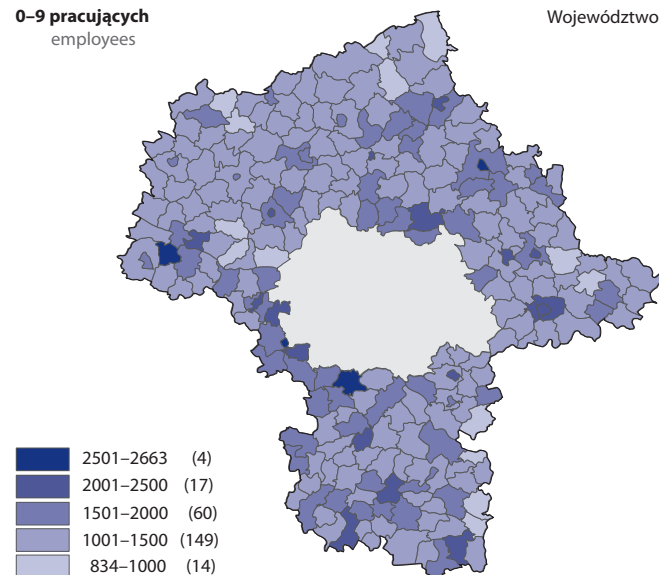 0–9 pracujących
employees
Województwo
2501–2663 (4)
2001–2500 (17)
1501–2000 (60)
1001–1500 (149)
834–1000 (14)